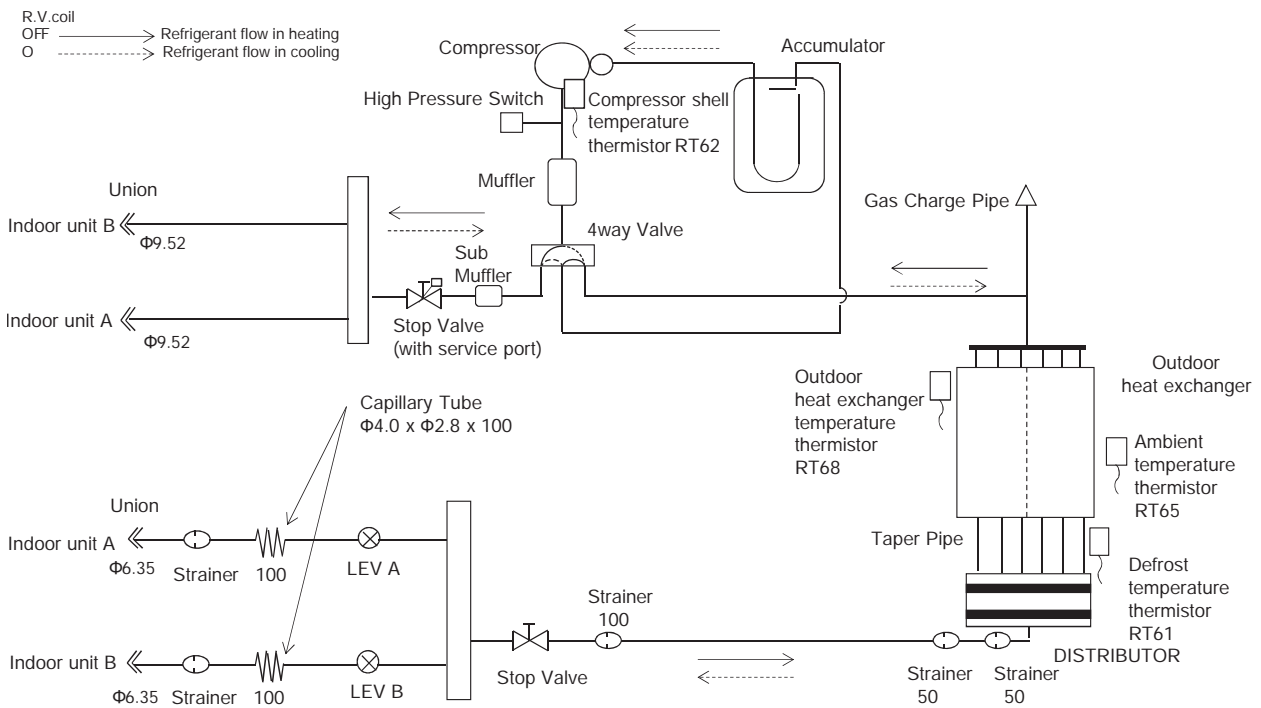 R.V.coil
OFF Refrigerant flow in heating
O Refrigerant flow in cooling
Compressor
Accumulator
High Pressure Switch
Compressor shell
temperature
thermistor RT62
Muffler
Union
Gas Charge Pipe
Indoor unit B
Φ9.52
4way Valve
Sub
Muffler
Indoor unit A
Φ9.52
Stop Valve
(with service port)
Outdoor
heat exchanger
Outdoor
heat exchanger
temperature
thermistor
RT68
Capillary Tube
Φ4.0 x Φ2.8 x 100
Ambient
temperature
thermistor
RT65
Union
Indoor unit A
Φ6.35
Strainer
100
LEV A
Taper Pipe
Defrost
temperature
thermistor
RT61
Strainer
100
Indoor unit B
Φ6.35
Strainer
100
LEV B
Stop Valve
DISTRIBUTOR
Strainer
50
Strainer
50